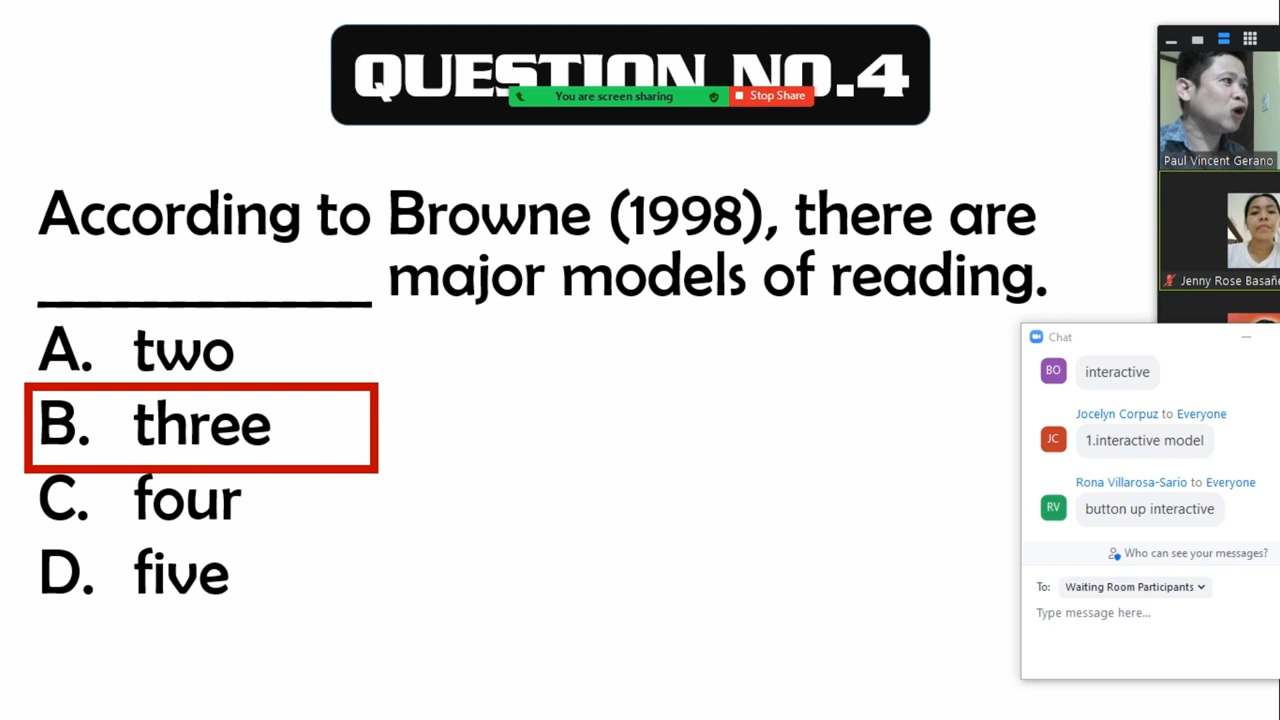 QUESTION NO.4
You are screen sharing
Stop Share
According to Browne (1998), there are
____________ major models of reading.
A. two
B. three
C. four
D. five
Paul Vincent Gerano
Jenny Rose Basañe
Chat
BO
interactive
Jocelyn Corpuz to Everyone
JC
1.interactive model
Rona Villarosa-Sario to Everyone
RV
button up interactive
Who can see your messages?
To: Waiting Room Participants
Type message here...